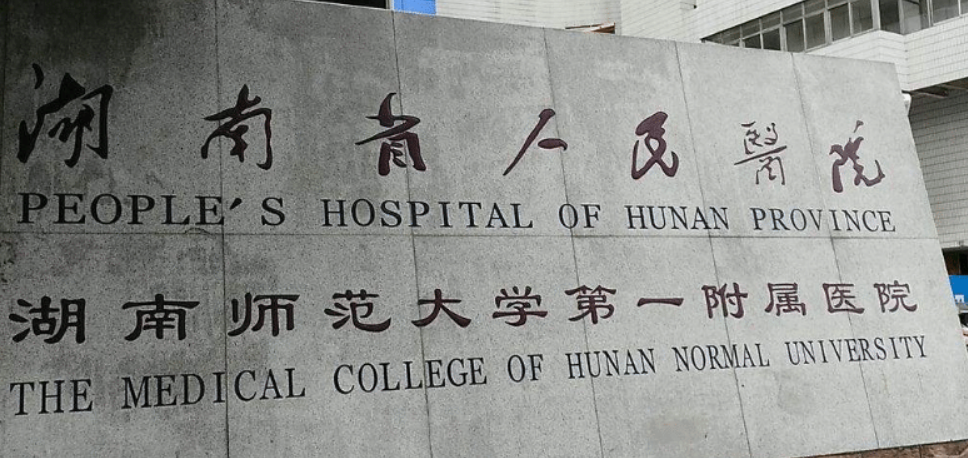 湖南省人民醫院
PEOPLE'S HOSPITAL OF HUNAN PROVINCE
湖南师范大学第一附属医院
THE MEDICAL COLLEGE OF HUNAN NORMAL UNIVERSITY